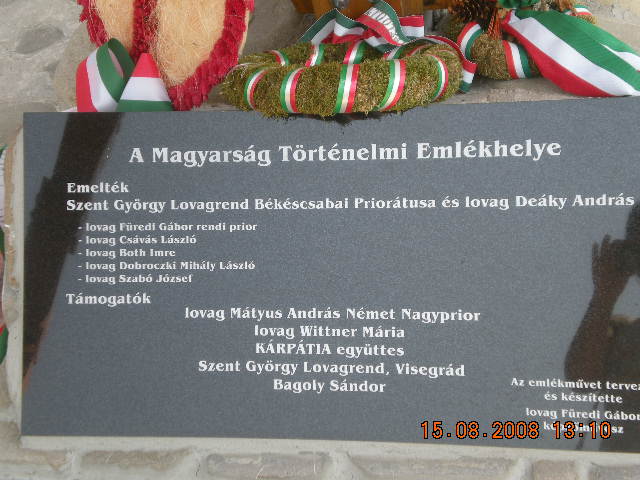 A Magyarság Történelmi Emlékhelye
Emelték
Szent György Lovagrend Békéscsabai Priorátusa és lovag Deáky András
- lovag Füredi Gábor rendi prior
- lovag Csávás László
- lovag Both Imre
- lovag Dobroczki Mihály László
- lovag Szabó József
Támogatók
lovag Mátyus András Német Nagyprior
lovag Wittner Mária
KÁRPÁTIA együttes
Szent György Lovagrend, Visegrád
Bagoly Sándor
Az emlékművet tervez
és készítette
lovag Füredi Gábor
15.08.2008 13:10